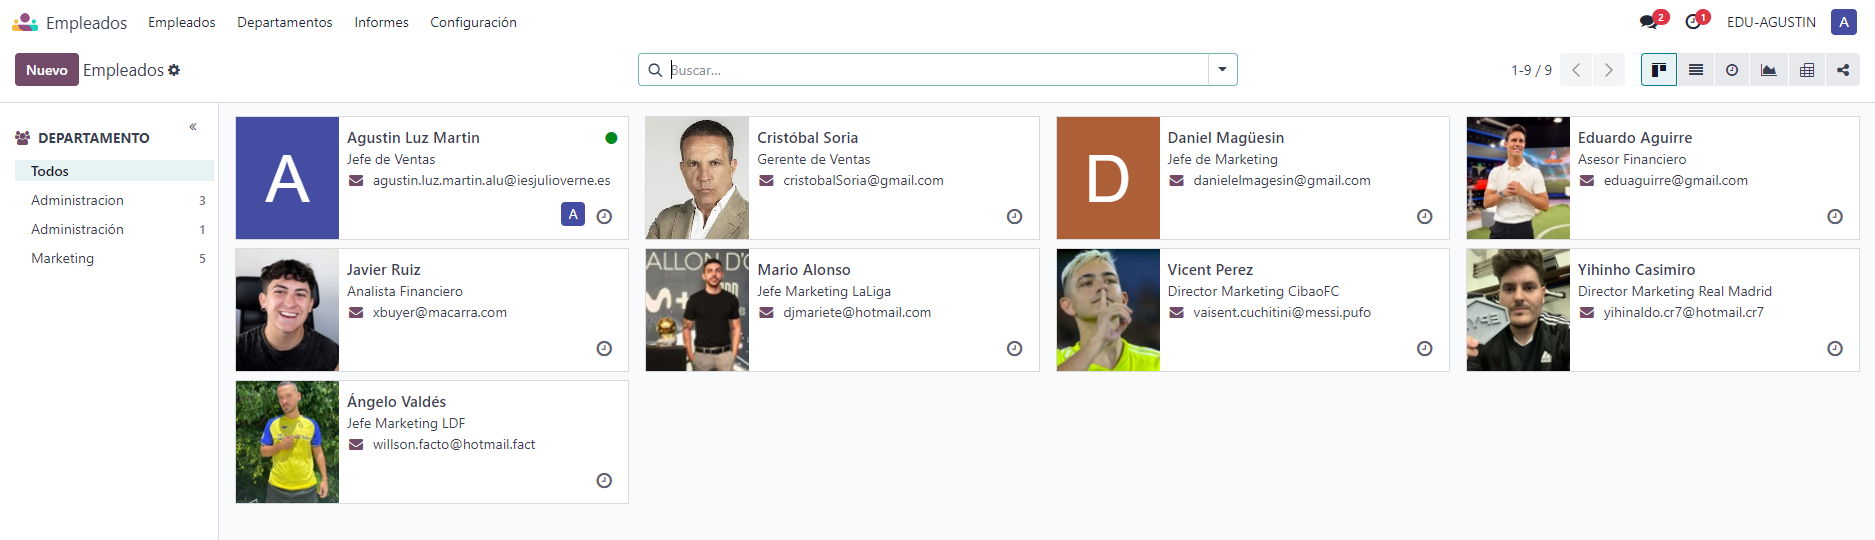 Empleados Empleados Departamentos Informes Configuración 2 1 EDU-AGUSTIN A
Nuevo Empleados Buscar... 1-9 / 9
DEPARTAMENTO
Todos
Administracion 3
Administración 1
Marketing 5
A
Agustin Luz Martin
Jefe de Ventas
agustin.luz.martin.alu@iesjulioverne.es
A
Cristóbal Soria
Gerente de Ventas
cristobalSoria@gmail.com
D
Daniel Magüesin
Jefe de Marketing
danielelmagesin@gmail.com
Eduardo Aguirre
Asesor Financiero
eduaguirre@gmail.com
Javier Ruiz
Analista Financiero
xbuyer@macarra.com
ALLON D'O
M+
Mario Alonso
Jefe Marketing LaLiga
djmariete@hotmail.com
Vicent Perez
Director Marketing CibaoFC
vaisent.cuchitini@messi.pufo
Yihinho Casimiro
Director Marketing Real Madrid
yihinaldo.cr7@hotmail.cr7
Ángelo Valdés
Jefe Marketing LDF
willson.facto@hotmail.fact